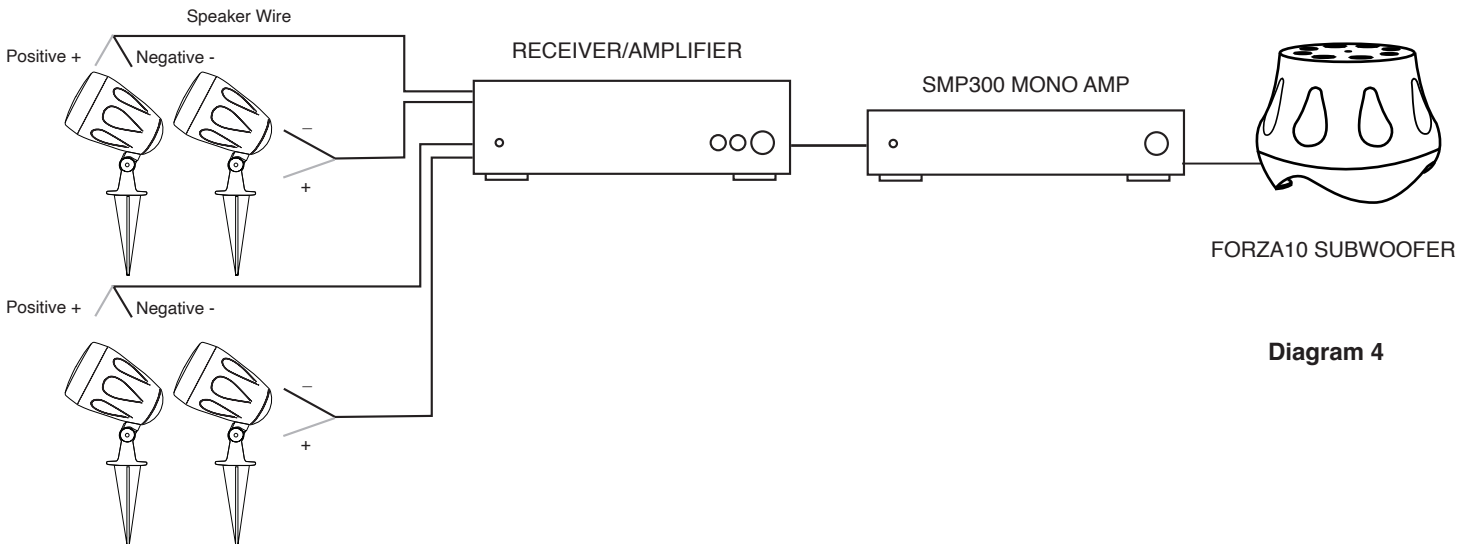 Speaker Wire
Positive +
Negative -
RECEIVER/AMPLIFIER
SMP300 MONO AMP
–
+
FORZA10 SUBWOOFER
Positive +
Negative -
Diagram 4
–
+